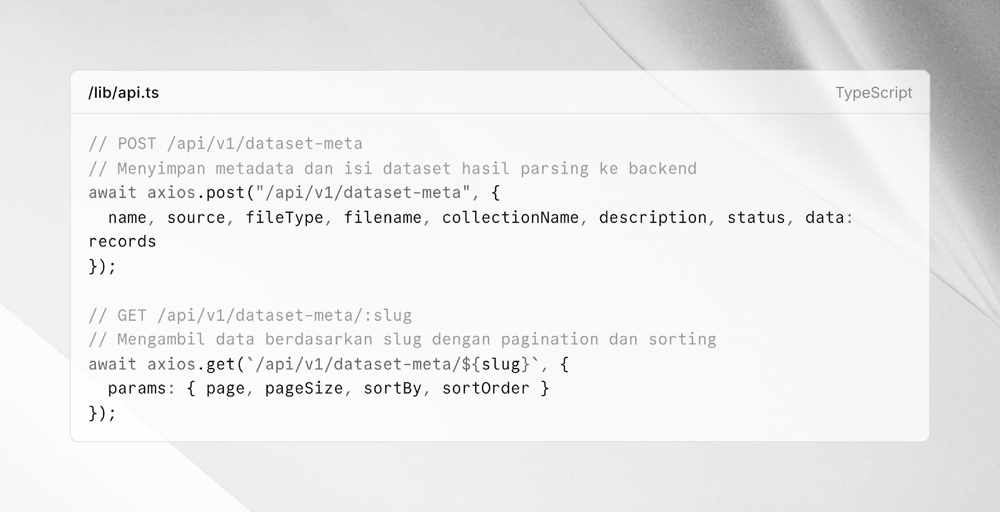 /lib/api.ts
TypeScript
// POST /api/v1/dataset-meta
// Menyimpan metadata dan isi dataset hasil parsing ke backend
await axios.post("/api/v1/dataset-meta", {
  name, source, fileType, filename, collectionName, description, status, data:
records
});

// GET /api/v1/dataset-meta/:slug
// Mengambil data berdasarkan slug dengan pagination dan sorting
await axios.get(`/api/v1/dataset-meta/${slug}`, {
  params: { page, pageSize, sortBy, sortOrder }
});